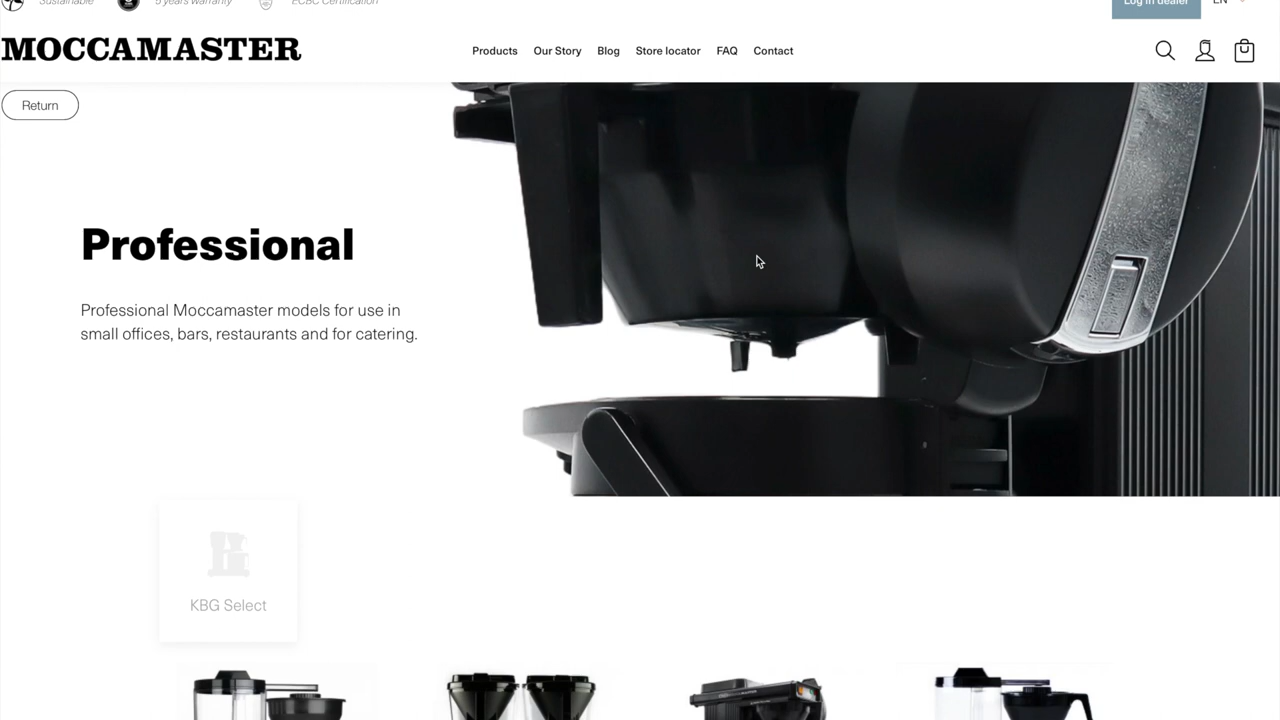 Sustainable 5 years warranty ECBC Certification Log in dealer EN
MOCCAMASTER Products Our Story Blog Store locator FAQ Contact
Return
Professional
Professional Moccamaster models for use in
small offices, bars, restaurants and for catering.
KBG Select